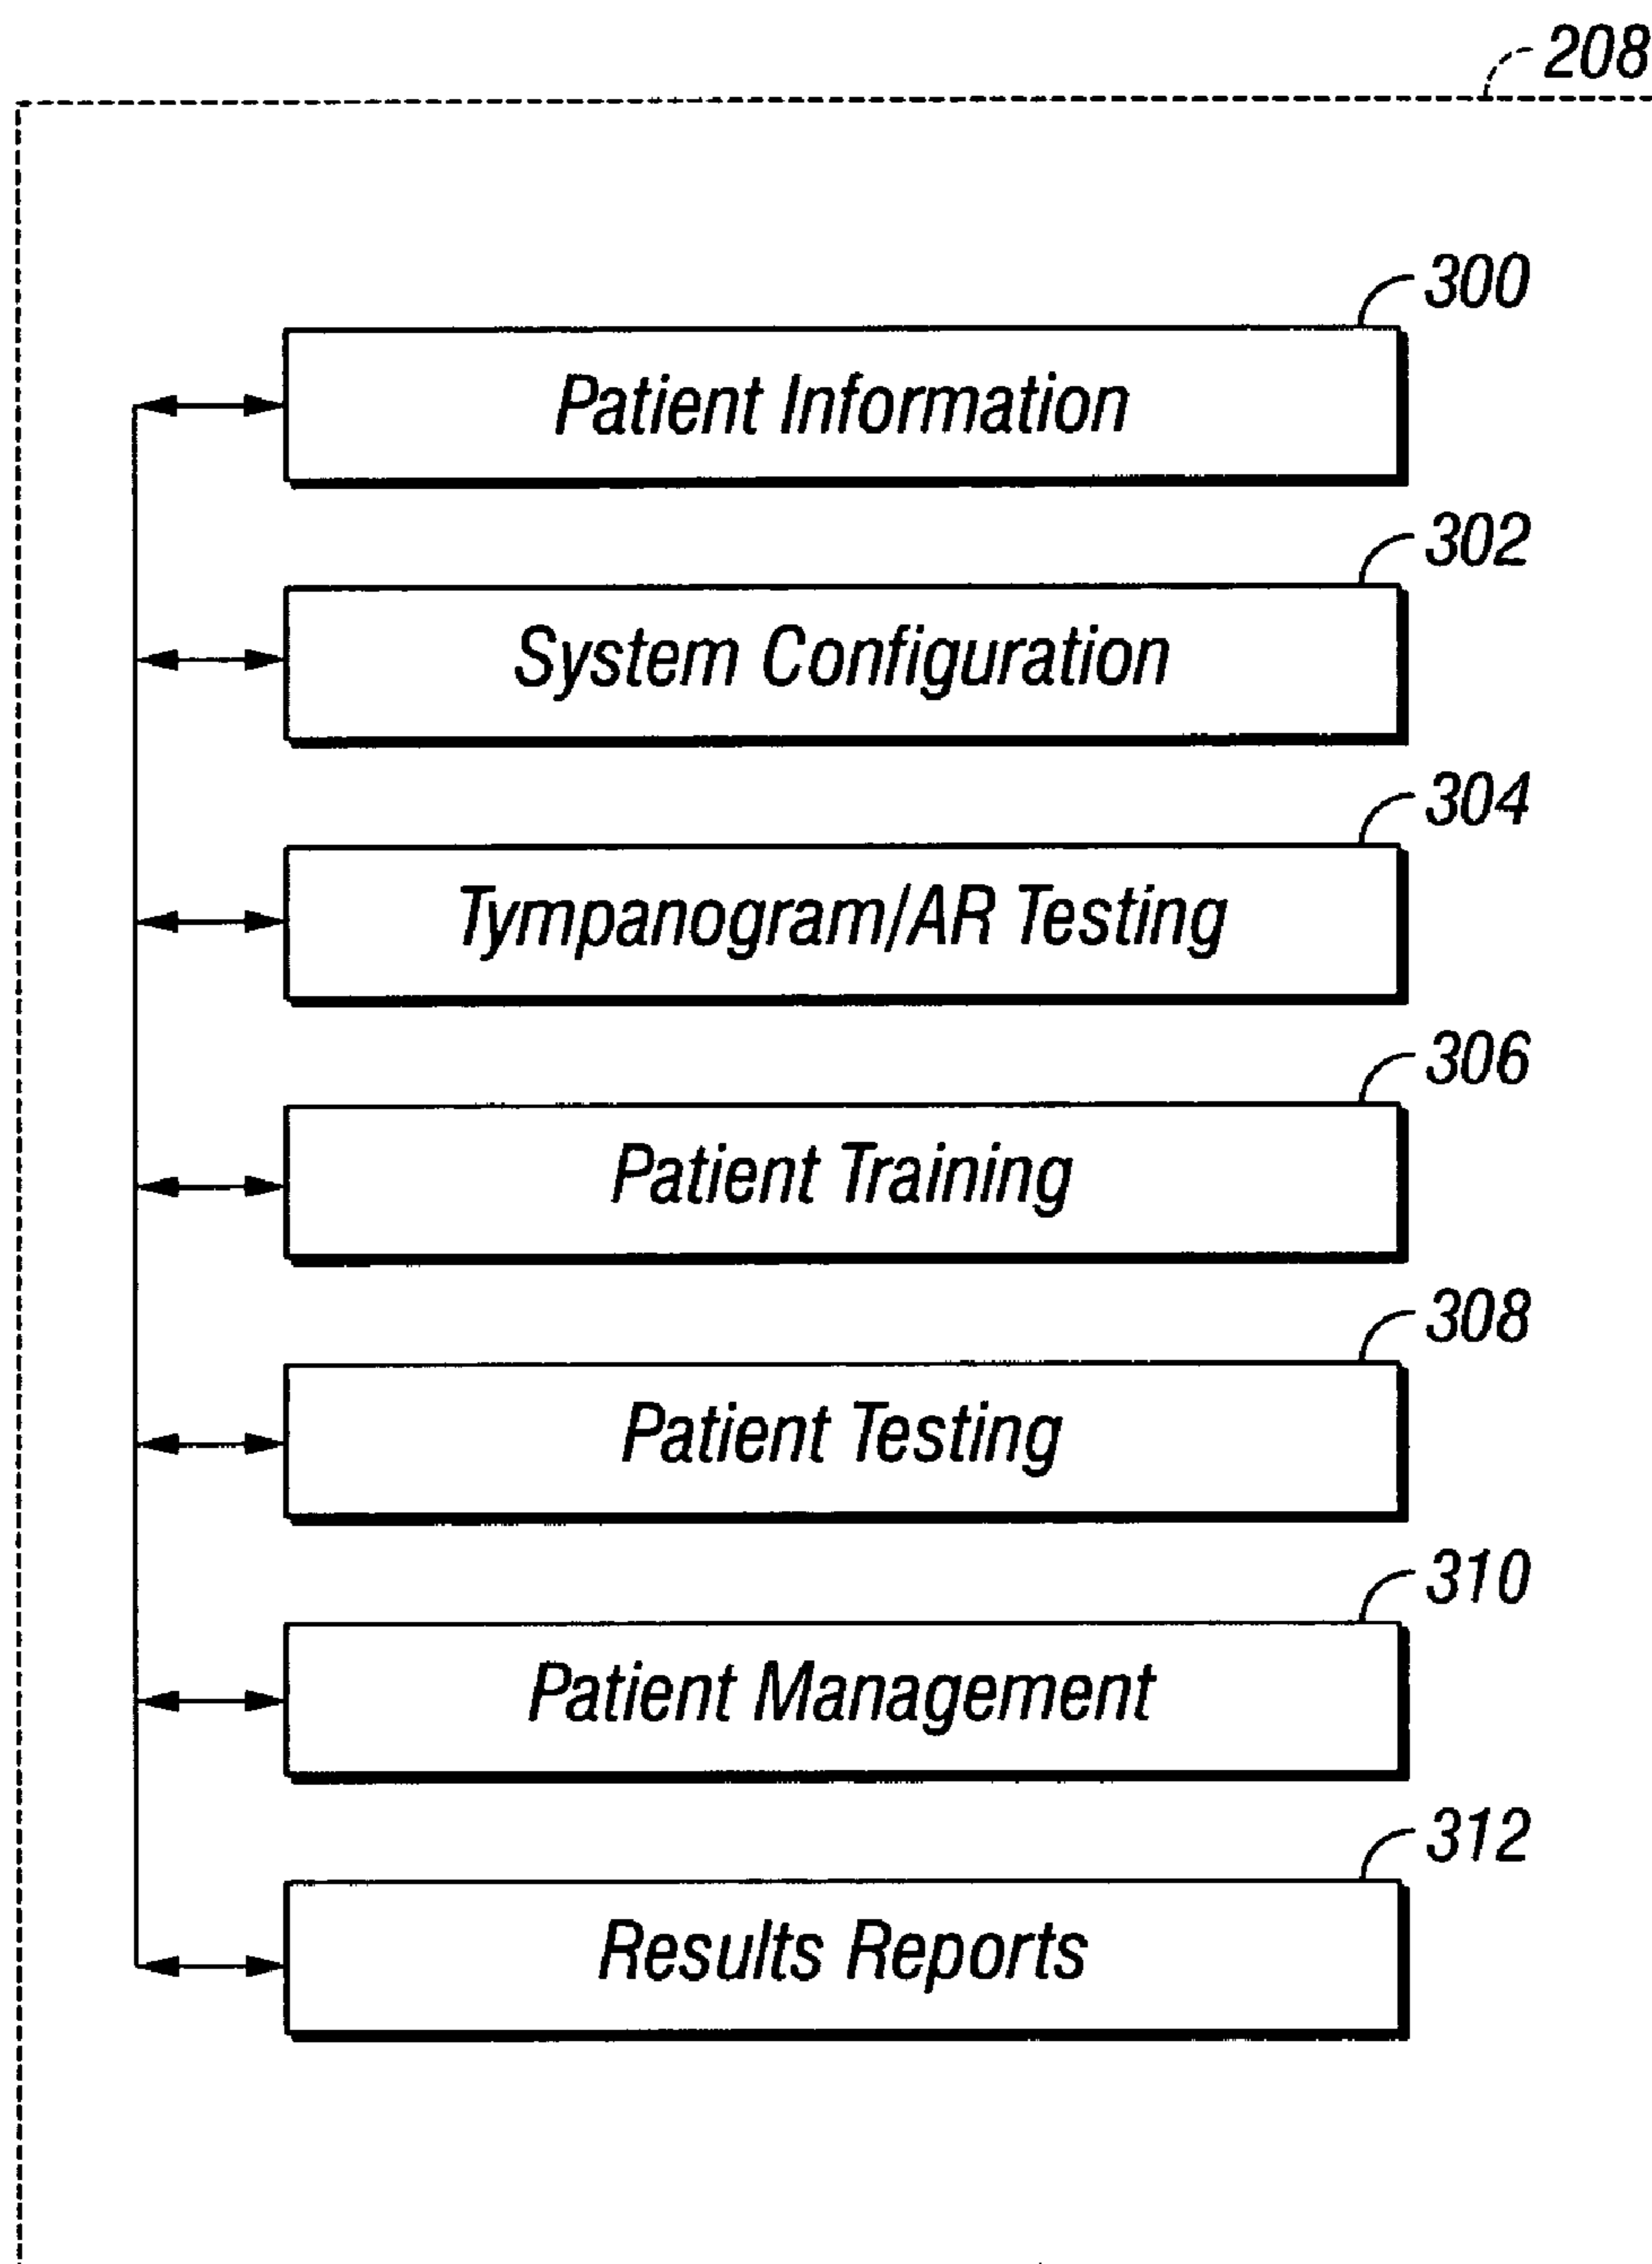 208
300
Patient Information
302
System Configuration
304
Tympanogram/AR Testing
306
Patient Training
308
Patient Testing
310
Patient Management
312
Results Reports